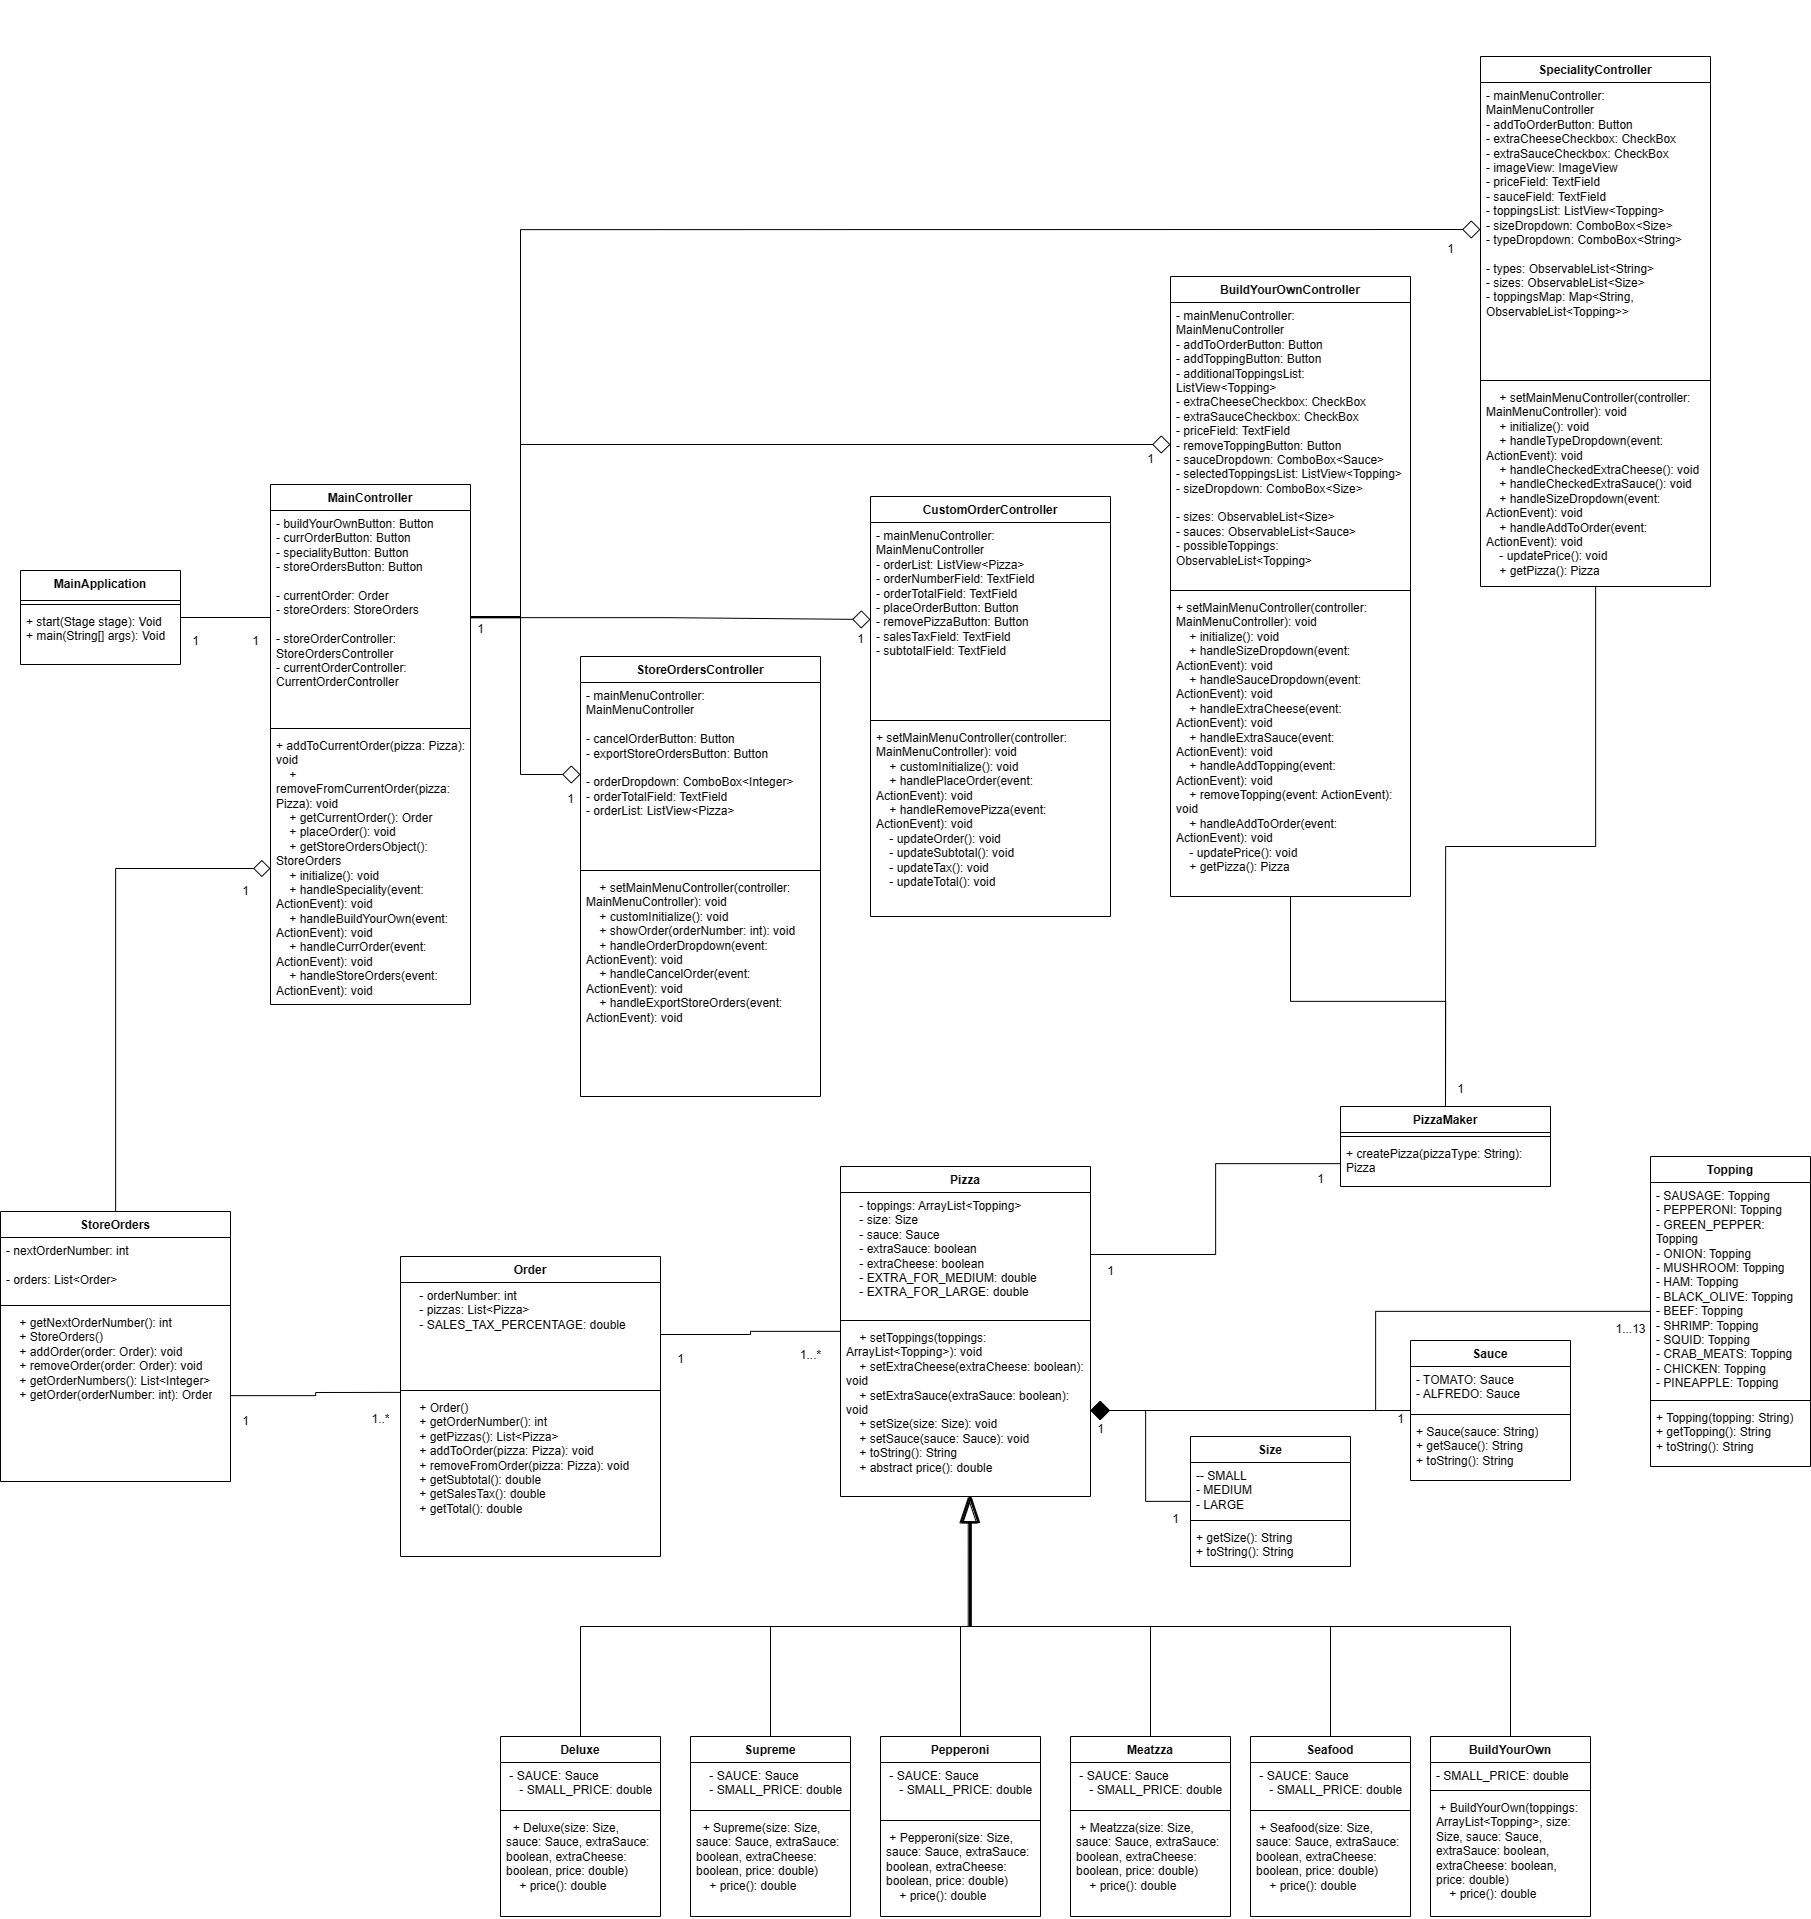 SpecialityController
- mainMenuController:
MainMenuController
- addToOrderButton: Button
- extraCheeseCheckbox: CheckBox
- extraSauceCheckbox: CheckBox
- imageView: ImageView
- priceField: TextField
- sauceField: TextField
- toppingsList: ListView<Topping>
- sizeDropdown: ComboBox<Size>
- typeDropdown: ComboBox<String>
- types: ObservableList<String>
- sizes: ObservableList<Size>
- toppingsMap: Map<String,
ObservableList<Topping>>
+ setMainMenuController(controller:
MainMenuController): void
+ initialize(): void
+ handleTypeDropdown(event:
ActionEvent): void
+ handleCheckedExtraCheese(): void
+ handleCheckedExtraSauce(): void
+ handleSizeDropdown(event:
ActionEvent): void
+ handleAddToOrder(event:
ActionEvent): void
- updatePrice(): void
+ getPizza(): Pizza
1
BuildYourOwnController
- mainMenuController:
MainMenuController
- addToOrderButton: Button
- addToppingButton: Button
- additionalToppingsList:
ListView<Topping>
- extraCheeseCheckbox: CheckBox
- extraSauceCheckbox: CheckBox
- priceField: TextField
- removeToppingButton: Button
- sauceDropdown: ComboBox<Sauce>
- selectedToppingsList: ListView<Topping>
- sizeDropdown: ComboBox<Size>
- sizes: ObservableList<Size>
- sauces: ObservableList<Sauce>
- possibleToppings:
ObservableList<Topping>
+ setMainMenuController(controller:
MainMenuController): void
+ initialize(): void
+ handleSizeDropdown(event:
ActionEvent): void
+ handleSauceDropdown(event:
ActionEvent): void
+ handleExtraCheese(event:
ActionEvent): void
+ handleExtraSauce(event:
ActionEvent): void
+ handleAddTopping(event:
ActionEvent): void
+ removeTopping(event: ActionEvent):
void
+ handleAddToOrder(event:
ActionEvent): void
- updatePrice(): void
+ getPizza(): Pizza
1
MainApplication
+ start(Stage stage): Void
+ main(String[] args): Void
1
1
MainController
- buildYourOwnButton: Button
- currOrderButton: Button
- specialityButton: Button
- storeOrdersButton: Button
- currentOrder: Order
- storeOrders: StoreOrders
- storeOrderController:
StoreOrdersController
- currentOrderController:
CurrentOrderController
+ addToCurrentOrder(pizza: Pizza):
void
+
removeFromCurrentOrder(pizza:
Pizza): void
+ getCurrentOrder(): Order
+ placeOrder(): void
+ getStoreOrdersObject():
StoreOrders
+ initialize(): void
+ handleSpeciality(event:
ActionEvent): void
+ handleBuildYourOwn(event:
ActionEvent): void
+ handleCurrOrder(event:
ActionEvent): void
+ handleStoreOrders(event:
ActionEvent): void
1
1
CustomOrderController
- mainMenuController:
MainMenuController
- orderList: ListView<Pizza>
- orderNumberField: TextField
- orderTotalField: TextField
- placeOrderButton: Button
- removePizzaButton: Button
- salesTaxField: TextField
- subtotalField: TextField
+ setMainMenuController(controller:
MainMenuController): void
+ customInitialize(): void
+ handlePlaceOrder(event:
ActionEvent): void
+ handleRemovePizza(event:
ActionEvent): void
- updateOrder(): void
- updateSubtotal(): void
- updateTax(): void
- updateTotal(): void
1
StoreOrdersController
- mainMenuController:
MainMenuController
- cancelOrderButton: Button
- exportStoreOrdersButton: Button
- orderDropdown: ComboBox<Integer>
- orderTotalField: TextField
- orderList: ListView<Pizza>
+ setMainMenuController(controller:
MainMenuController): void
+ customInitialize(): void
+ showOrder(orderNumber: int): void
+ handleOrderDropdown(event:
ActionEvent): void
+ handleCancelOrder(event:
ActionEvent): void
+ handleExportStoreOrders(event:
ActionEvent): void
1
1
PizzaMaker
+ createPizza(pizzaType: String):
Pizza
1
StoreOrders
- nextOrderNumber: int
- orders: List<Order>
+ getNextOrderNumber(): int
+ StoreOrders()
+ addOrder(order: Order): void
+ removeOrder(order: Order): void
+ getOrderNumbers(): List<Integer>
+ getOrder(orderNumber: int): Order
1
1..*
Order
- orderNumber: int
- pizzas: List<Pizza>
- SALES_TAX_PERCENTAGE: double
+ Order()
+ getOrderNumber(): int
+ getPizzas(): List<Pizza>
+ addToOrder(pizza: Pizza): void
+ removeFromOrder(pizza: Pizza): void
+ getSubtotal(): double
+ getSalesTax(): double
+ getTotal(): double
1
1...*
Pizza
- toppings: ArrayList<Topping>
- size: Size
- sauce: Sauce
- extraSauce: boolean
- extraCheese: boolean
- EXTRA_FOR_MEDIUM: double
- EXTRA_FOR_LARGE: double
+ setToppings(toppings:
ArrayList<Topping>): void
+ setExtraCheese(extraCheese: boolean):
void
+ setExtraSauce(extraSauce: boolean):
void
+ setSize(size: Size): void
+ setSauce(sauce: Sauce): void
+ toString(): String
+ abstract price(): double
1
1
Size
-- SMALL
- MEDIUM
- LARGE
+ getSize(): String
+ toString(): String
1
Sauce
- TOMATO: Sauce
- ALFREDO: Sauce
+ Sauce(sauce: String)
+ getSauce(): String
+ toString(): String
1
1...13
Topping
- SAUSAGE: Topping
- PEPPERONI: Topping
- GREEN_PEPPER:
Topping
- ONION: Topping
- MUSHROOM: Topping
- HAM: Topping
- BLACK_OLIVE: Topping
- BEEF: Topping
- SHRIMP: Topping
- SQUID: Topping
- CRAB_MEATS: Topping
- CHICKEN: Topping
- PINEAPPLE: Topping
+ Topping(topping: String)
+ getTopping(): String
+ toString(): String
Deluxe
- SAUCE: Sauce
- SMALL_PRICE: double
+ Deluxe(size: Size,
sauce: Sauce, extraSauce:
boolean, extraCheese:
boolean, price: double)
+ price(): double
Supreme
- SAUCE: Sauce
- SMALL_PRICE: double
+ Supreme(size: Size,
sauce: Sauce, extraSauce:
boolean, extraCheese:
boolean, price: double)
+ price(): double
Pepperoni
- SAUCE: Sauce
- SMALL_PRICE: double
+ Pepperoni(size: Size,
sauce: Sauce, extraSauce:
boolean, extraCheese:
boolean, price: double)
+ price(): double
Meatzza
- SAUCE: Sauce
- SMALL_PRICE: double
+ Meatzza(size: Size,
sauce: Sauce, extraSauce:
boolean, extraCheese:
boolean, price: double)
+ price(): double
Seafood
- SAUCE: Sauce
- SMALL_PRICE: double
+ Seafood(size: Size,
sauce: Sauce, extraSauce:
boolean, extraCheese:
boolean, price: double)
+ price(): double
BuildYourOwn
- SMALL_PRICE: double
+ BuildYourOwn(toppings:
ArrayList<Topping>, size:
Size, sauce: Sauce,
extraSauce: boolean,
extraCheese: boolean,
price: double)
+ price(): double